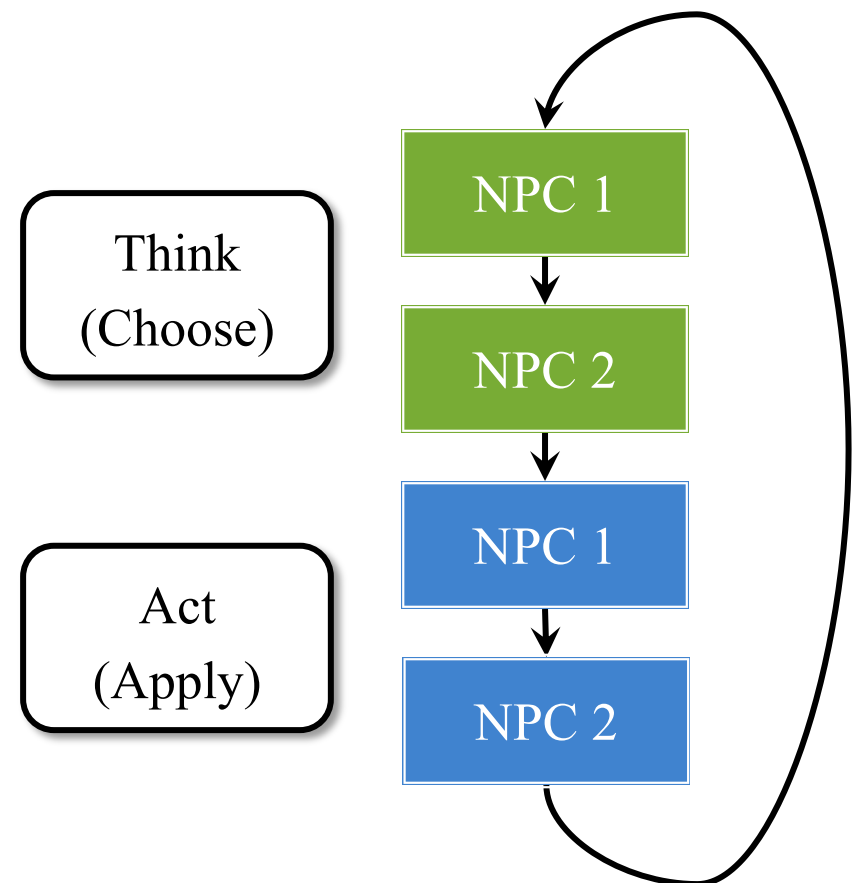 NPC 1
Think
(Choose)
NPC 2
NPC 1
Act
(Apply)
NPC 2